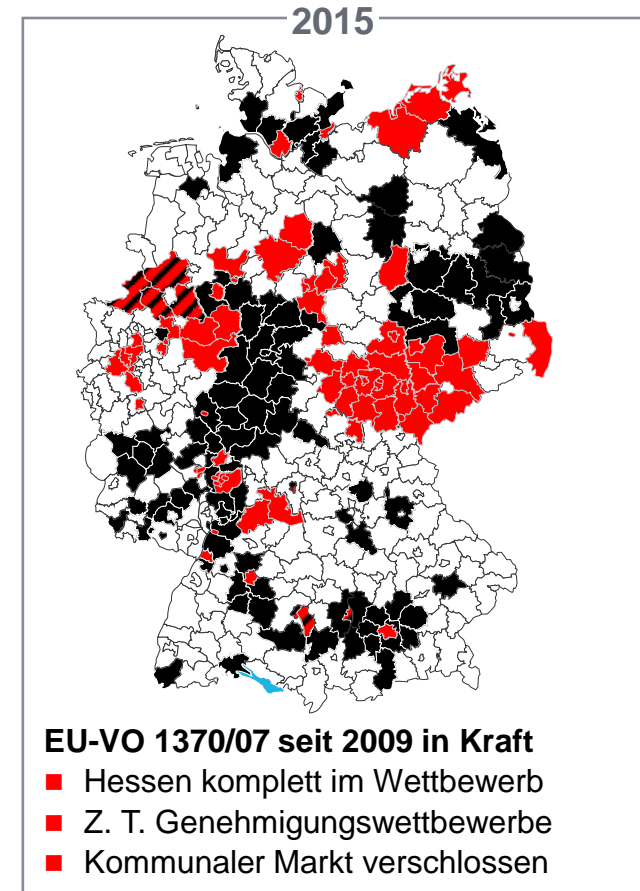 2015
EU-VO 1370/07 seit 2009 in Kraft
Hessen komplett im Wettbewerb
Z. T. Genehmigungswettbewerbe
Kommunaler Markt verschlossen